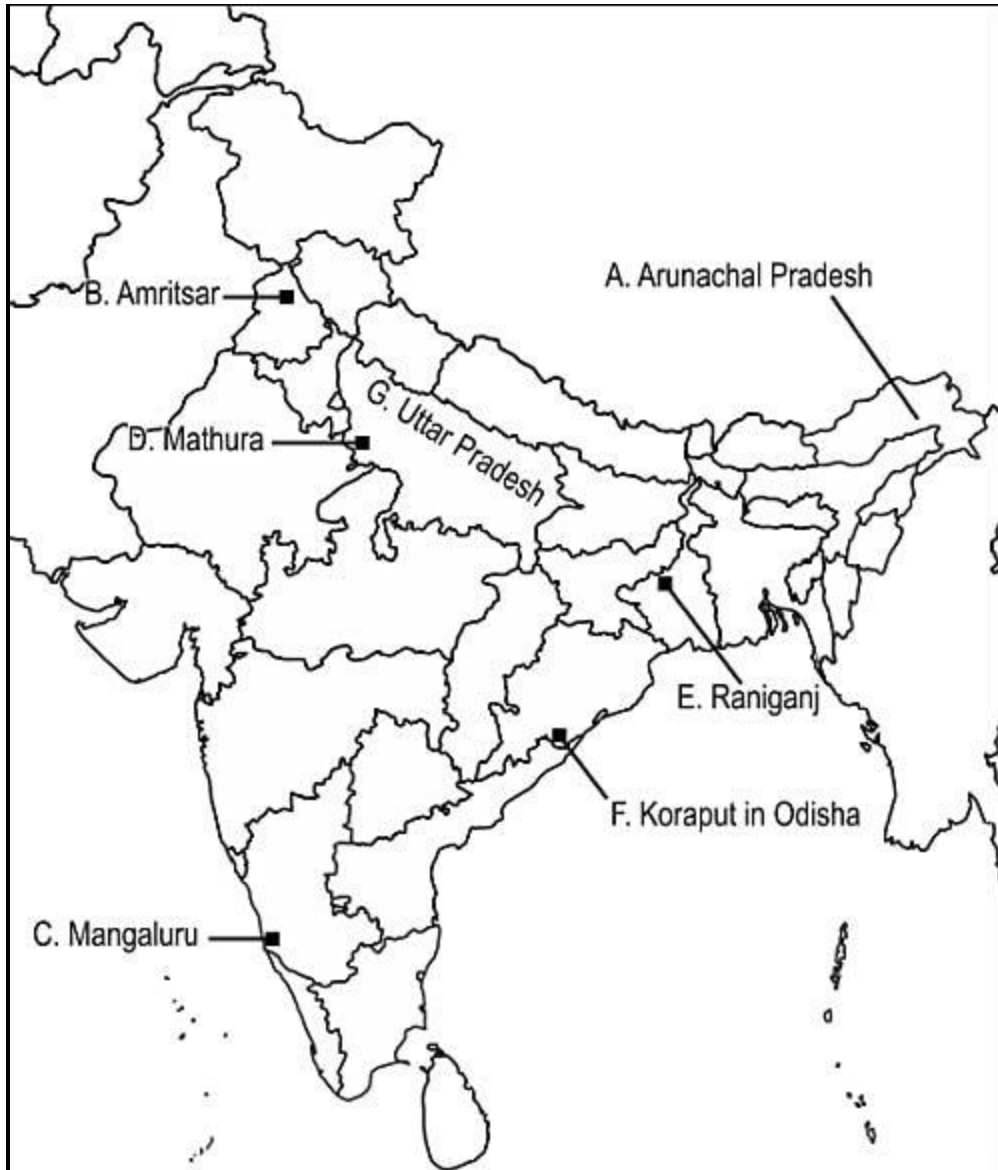 A. Arunachal Pradesh
B. Amritsar
G. Uttar Pradesh
D. Mathura
E. Raniganj
F. Koraput in Odisha
C. Mangaluru